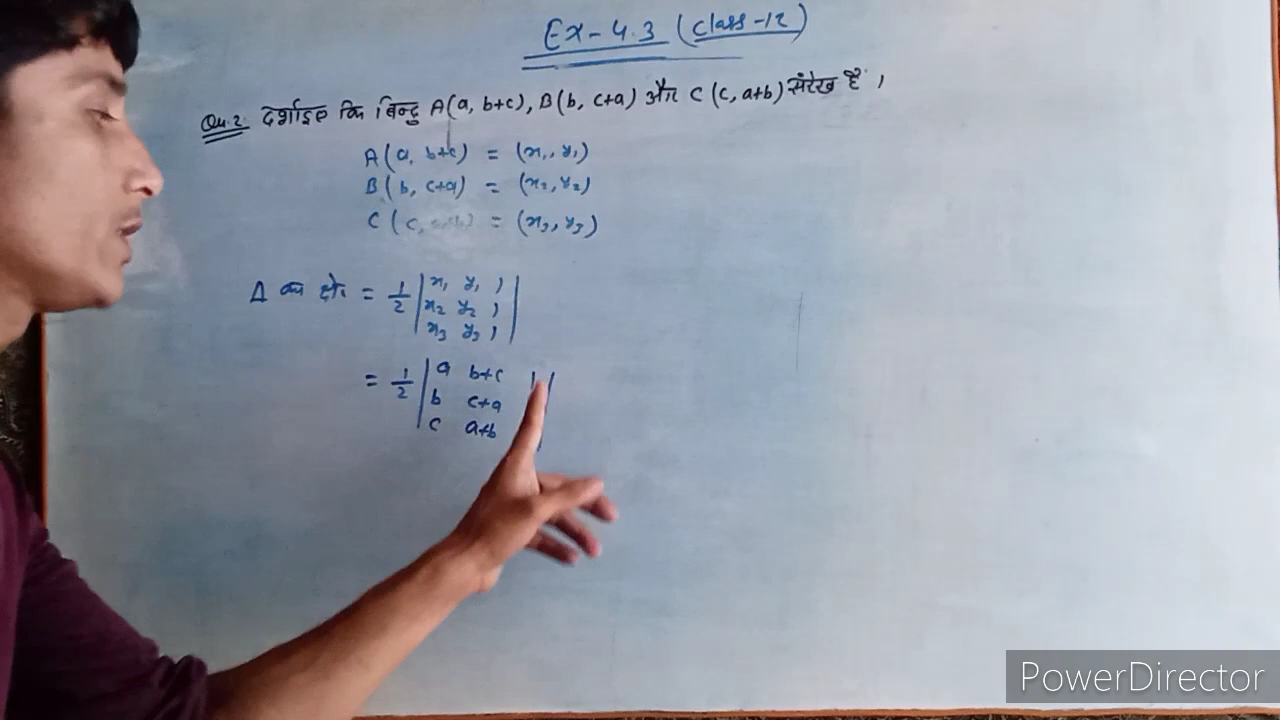 Ex-4.3 (Class-12)
Qu.2. दर्शाइए कि बिन्दु A(a, b+c), B(b, c+a) और C (c, a+b) संरेख है ।
A(a, b+c) = (x₁, y₁)
B(b, c+a) = (x₂, y₂)
C(c, = (x₃, y₃)
Δ का क्षे. = 1/2 | x₁ y₁ 1 |
x₂ y₂ 1
x₃ y₃ 1
= 1/2 | a b+c 1 |
b c+a
c a+b
PowerDirector